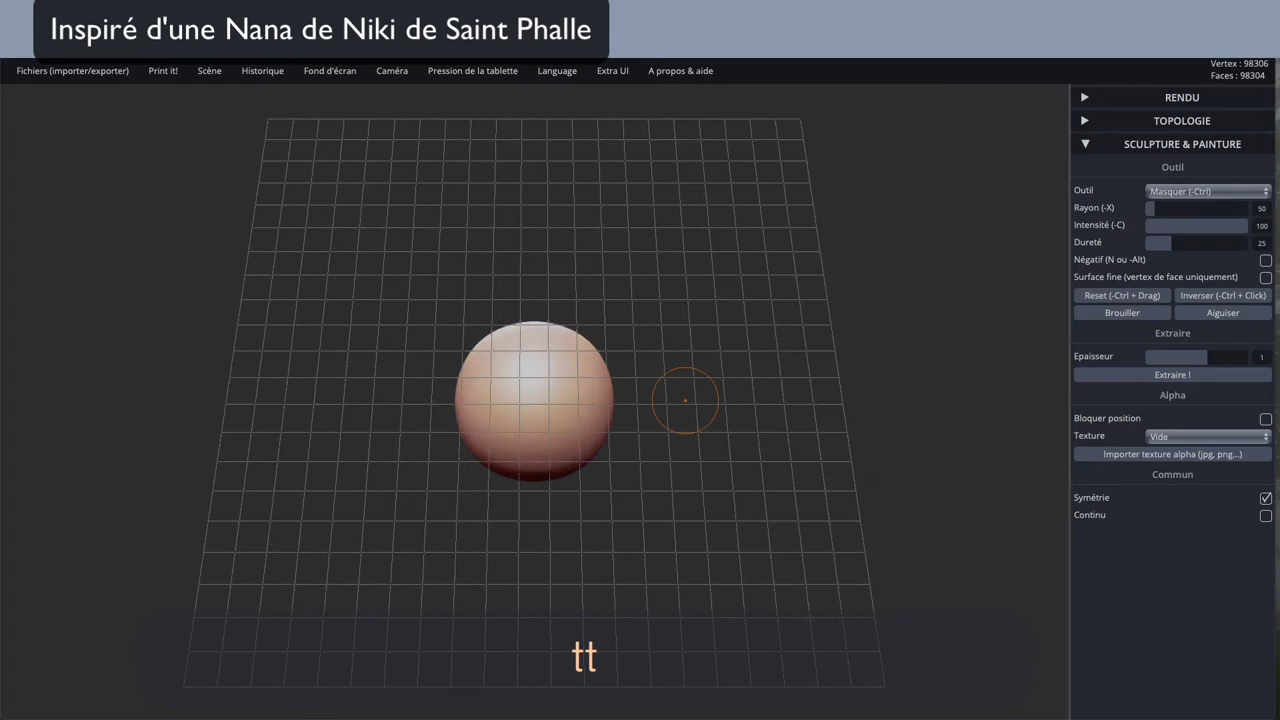 Inspiré d'une Nana de Niki de Saint Phalle
Fichiers (importer/exporter) Print it! Scène Historique Fond d'écran Caméra Pression de la tablette Language Extra UI A propos & aide
Vertex : 98306
Faces : 98304
RENDU
TOPOLOGIE
SCULPTURE & PAINTURE
Outil
Outil Masquer (-Ctrl)
Rayon (-X) 50
Intensité (-C) 100
Dureté 25
Négatif (N ou -Alt)
Surface fine (vertex de face uniquement)
Reset (-Ctrl + Drag) Inverser (-Ctrl + Click)
Brouiller Aiguiser
Extraire
Epaisseur 1
Extraire !
Alpha
Bloquer position
Texture Vide
Importer texture alpha (jpg, png...)
Commun
Symétrie
Continu
tt